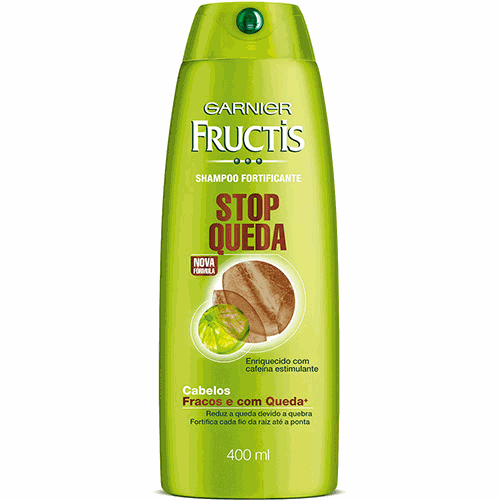 GARNIER
FRUCTIS
SHAMPOO FORTIFICANTE
STOP
QUEDA
NOVA
FÓRMULA
Enriquecido com
cafeína estimulante
Cabelos
Fracos e com Queda+
Reduz a queda devido a quebra
Fortifica cada fio da raiz até a ponta
400 ml